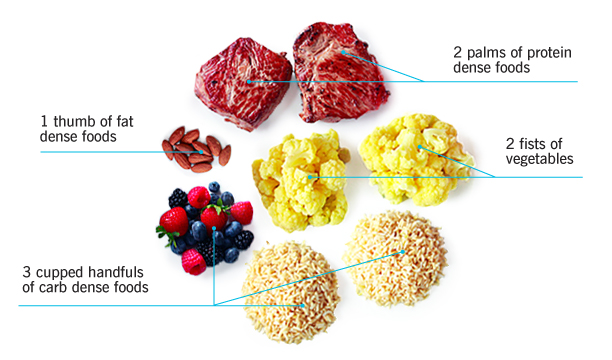 2 palms of protein
dense foods
1 thumb of fat
dense foods
2 fists of
vegetables
3 cupped handfuls
of carb dense foods